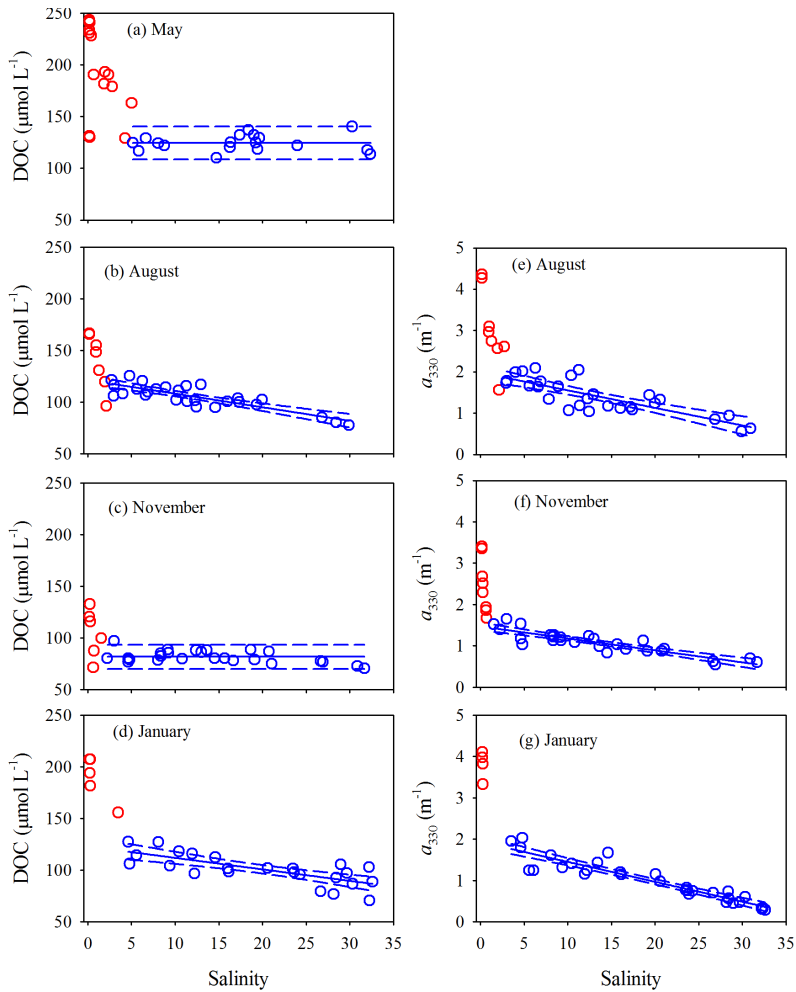 (a) May
DOC (μmol L-1)
250
200
150
100
50
(b) August
DOC (μmol L-1)
250
200
150
100
50
(e) August
a330 (m-1)
5
4
3
2
1
0
(c) November
DOC (μmol L-1)
250
200
150
100
50
(f) November
a330 (m-1)
5
4
3
2
1
0
(d) January
DOC (μmol L-1)
250
200
150
100
50
0 5 10 15 20 25 30 35
Salinity
(g) January
a330 (m-1)
5
4
3
2
1
0
0 5 10 15 20 25 30 35
Salinity